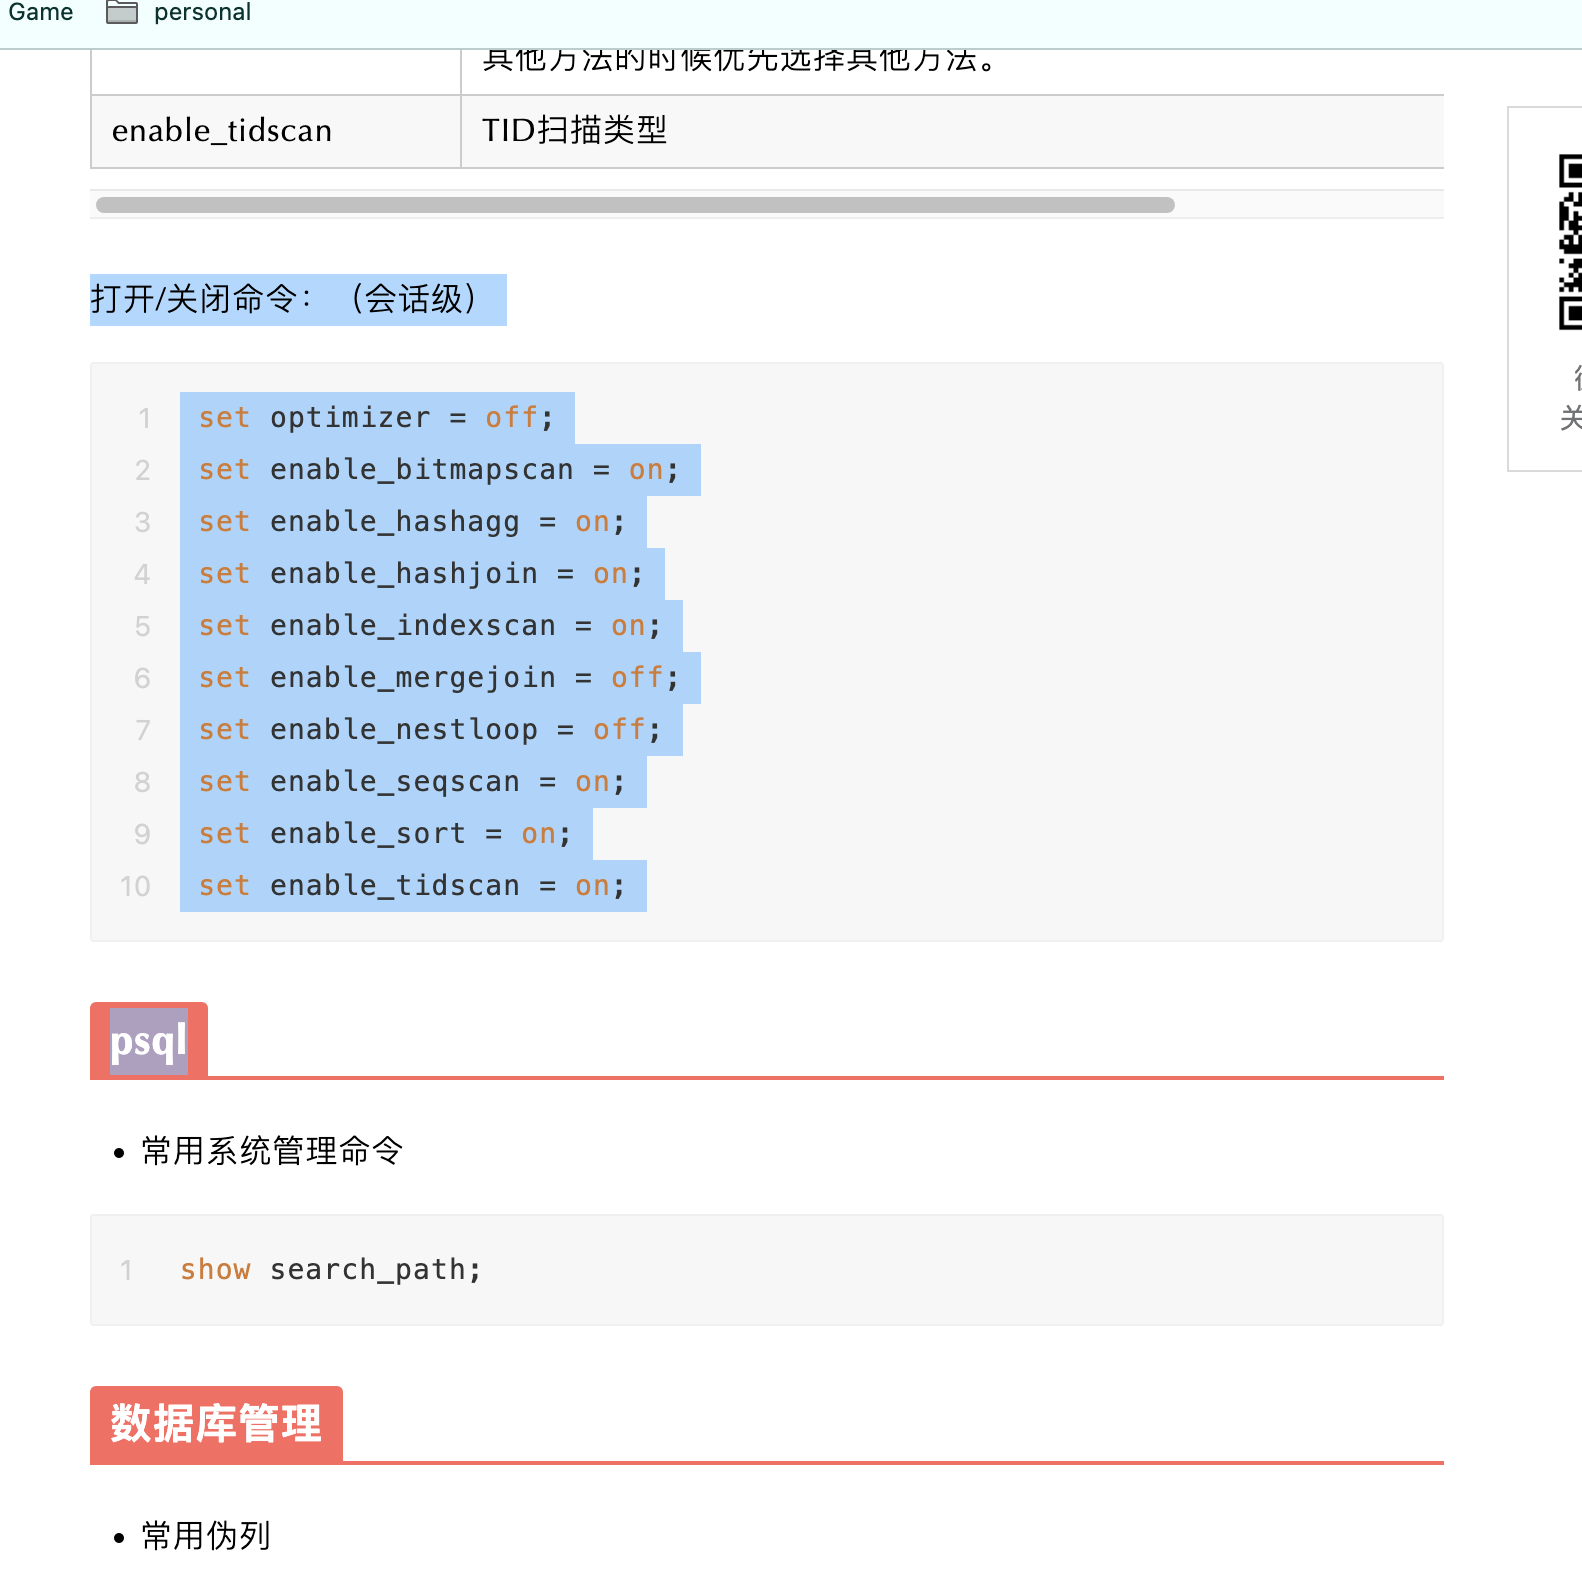 Game personal
其他方法的时候优先选择其他方法。
enable_tidscan TID扫描类型
打开/关闭命令： （会话级）
1 set optimizer = off;
2 set enable_bitmapscan = on;
3 set enable_hashagg = on;
4 set enable_hashjoin = on;
5 set enable_indexscan = on;
6 set enable_mergejoin = off;
7 set enable_nestloop = off;
8 set enable_seqscan = on;
9 set enable_sort = on;
10 set enable_tidscan = on;
关
psql
• 常用系统管理命令
1 show search_path;
数据库管理
• 常用伪列